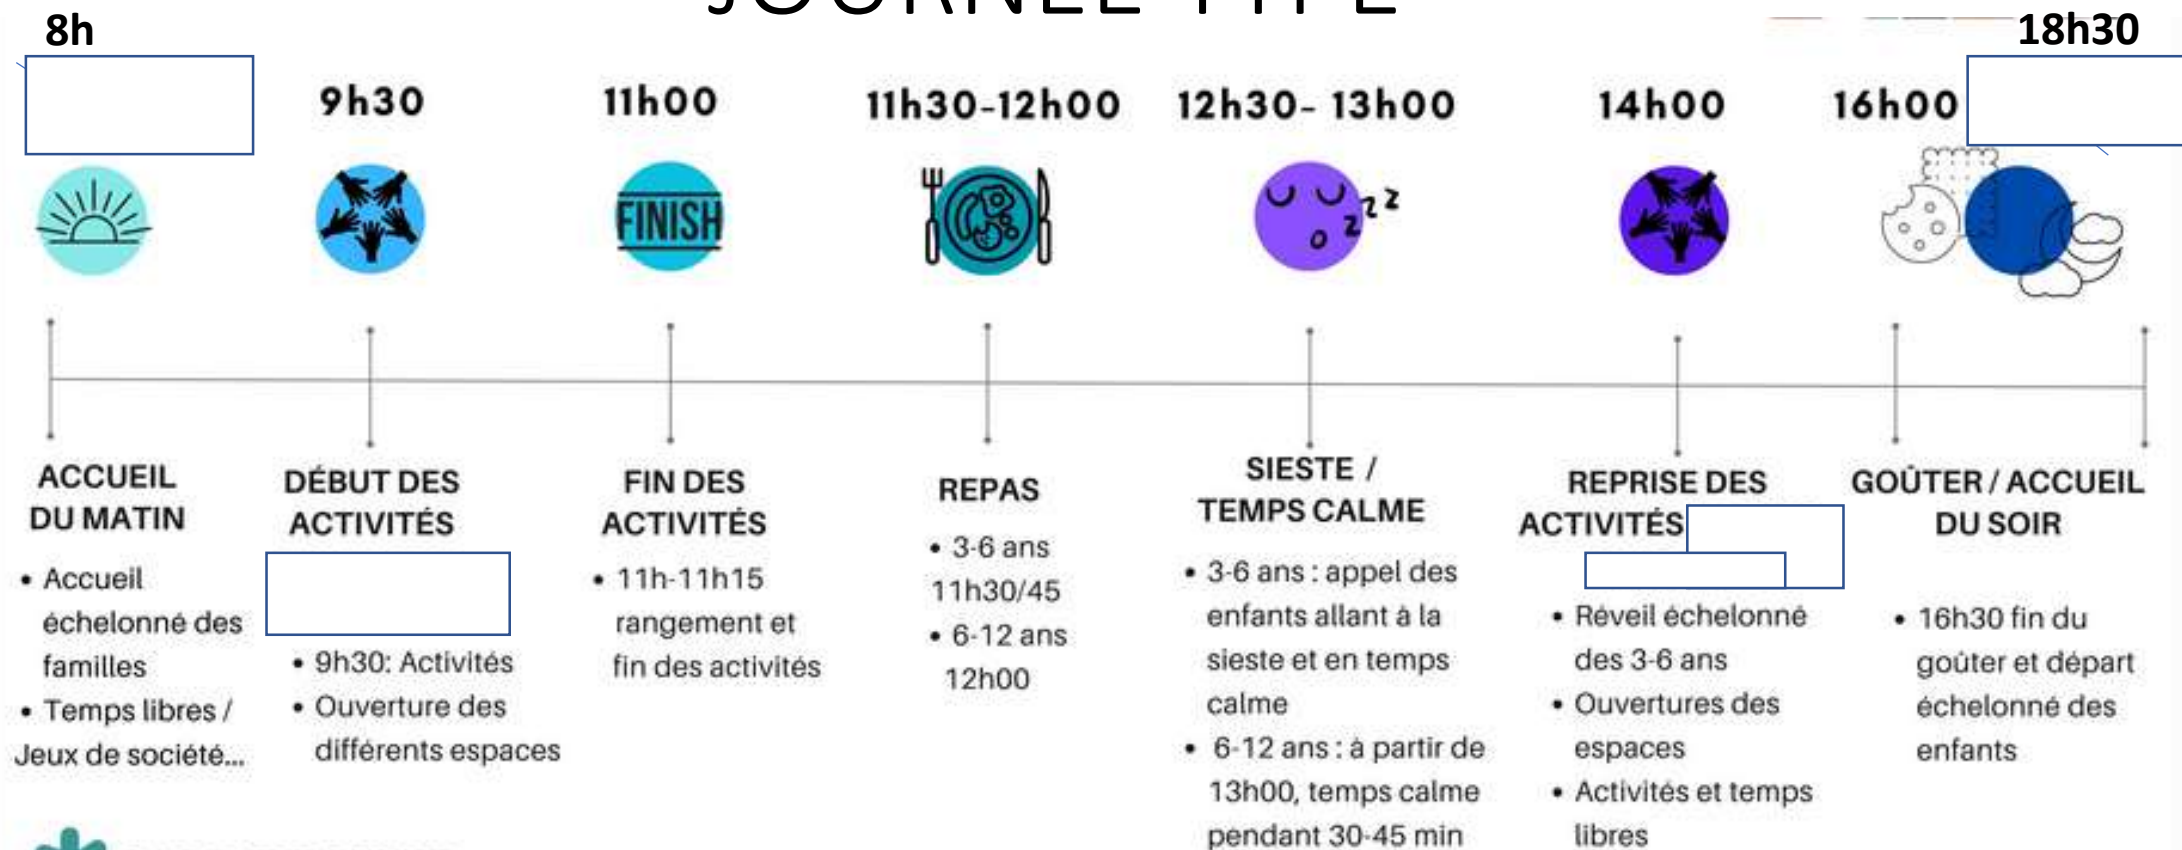 JOURNÉE TYPE
8h
18h30
9h30
11h00
11h30-12h00
12h30- 13h00
14h00
16h00
FINISH
z z z
ACCUEIL
DU MATIN
• Accueil
échelonné des
familles
• Temps libres /
Jeux de société...
DÉBUT DES
ACTIVITÉS
• 9h30: Activités
• Ouverture des
différents espaces
FIN DES
ACTIVITÉS
• 11h-11h15
rangement et
fin des activités
REPAS
• 3-6 ans
11h30/45
• 6-12 ans
12h00
SIESTE /
TEMPS CALME
• 3-6 ans : appel des
enfants allant à la
sieste et en temps
calme
• 6-12 ans : à partir de
13h00, temps calme
pendant 30-45 min
REPRISE DES
ACTIVITÉS
• Réveil échelonné
des 3-6 ans
• Ouvertures des
espaces
• Activités et temps
libres
GOÛTER / ACCUEIL
DU SOIR
• 16h30 fin du
goûter et départ
échelonné des
enfants